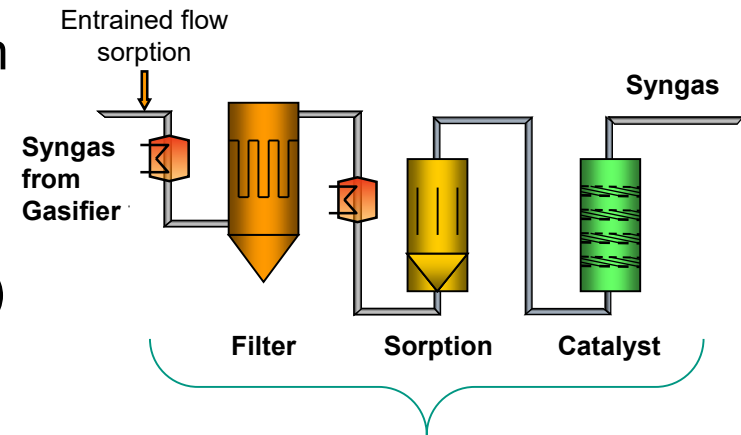 Entrained flow
sorption
n
Syngas
Syngas
from
Gasifier
)
Filter
Sorption
Catalyst